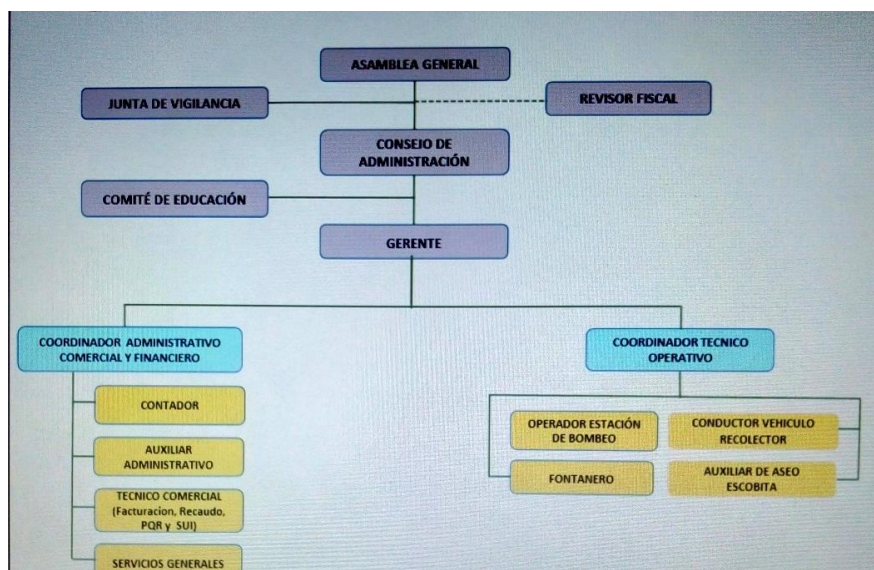 ASAMBLEA GENERAL
JUNTA DE VIGILANCIA
REVISOR FISCAL
CONSEJO DE
ADMINISTRACIÓN
COMITÉ DE EDUCACIÓN
GERENTE
COORDINADOR ADMINISTRATIVO
COMERCIAL Y FINANCIERO
CONTADOR
AUXILIAR
ADMINISTRATIVO
TECNICO COMERCIAL
(Facturacion, Recaudo,
PQR y SUI)
SERVICIOS GENERALES
COORDINADOR TECNICO
OPERATIVO
OPERADOR ESTACIÓN
DE BOMBEO
CONDUCTOR VEHICULO
RECOLECTOR
FONTANERO
AUXILIAR DE ASEO
ESCOBITA